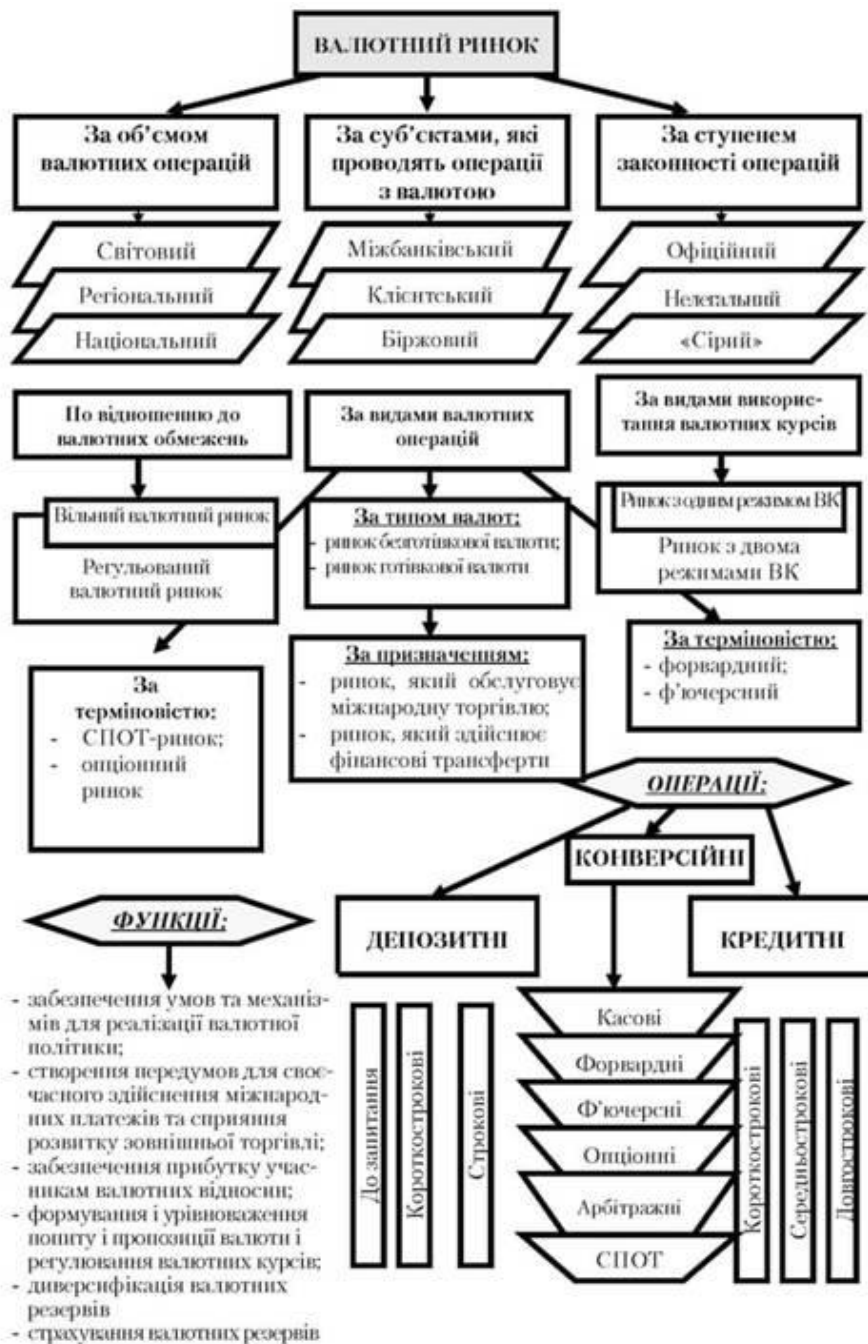 ВАЛЮТНИЙ РИНОК
За об’ємом
валютних операцій
За суб’єктами, які
проводять операції
з валютою
За ступенем
законності операцій
Світовий
Регіональний
Національний
Міжбанківський
Клієнтський
Біржовий
Офіційний
Нелегальний
«Сірий»
По відношенню до
валютних обмежень
За видами валютних
операцій
За видами викорис-
тання валютних курсів
Вільний валютний ринок
Регульований
валютний ринок
За типом валют:
- ринок безготівкової валюти;
- ринок готівкової валюти
Ринок з одним режимом ВК
Ринок з двома
режимами ВК
За терміновістю:
- СПОТ-ринок;
- опціонний
ринок
За призначенням:
- ринок, який обслуговує
міжнародну торгівлю;
- ринок, який здійснює
фінансові трансферти
За терміновістю:
- форвардний;
- ф’ючерсний
ОПЕРАЦІЇ:
КОНВЕРСІЙНІ
ДЕПОЗИТНІ
КРЕДИТНІ
ФУНКЦІЇ:
- забезпечення умов та механіз-
мів для реалізації валютної
політики;
- створення передумов для своє-
часного здійснення міжнарод-
них платежів та сприяння
розвитку зовнішньої торгівлі;
- забезпечення прибутку учас-
никам валютних відносин;
- формування і урівноваження
попиту і пропозиції валюти і
регулювання валютних курсів;
- диверсифікація валютних
резервів
- страхування валютних резервів
До запитання
Короткострокові
Строкові
Касові
Форвардні
Ф’ючерсні
Опціонні
Арбітражні
СПОТ
Короткострокові
Середньострокові
Довгострокові